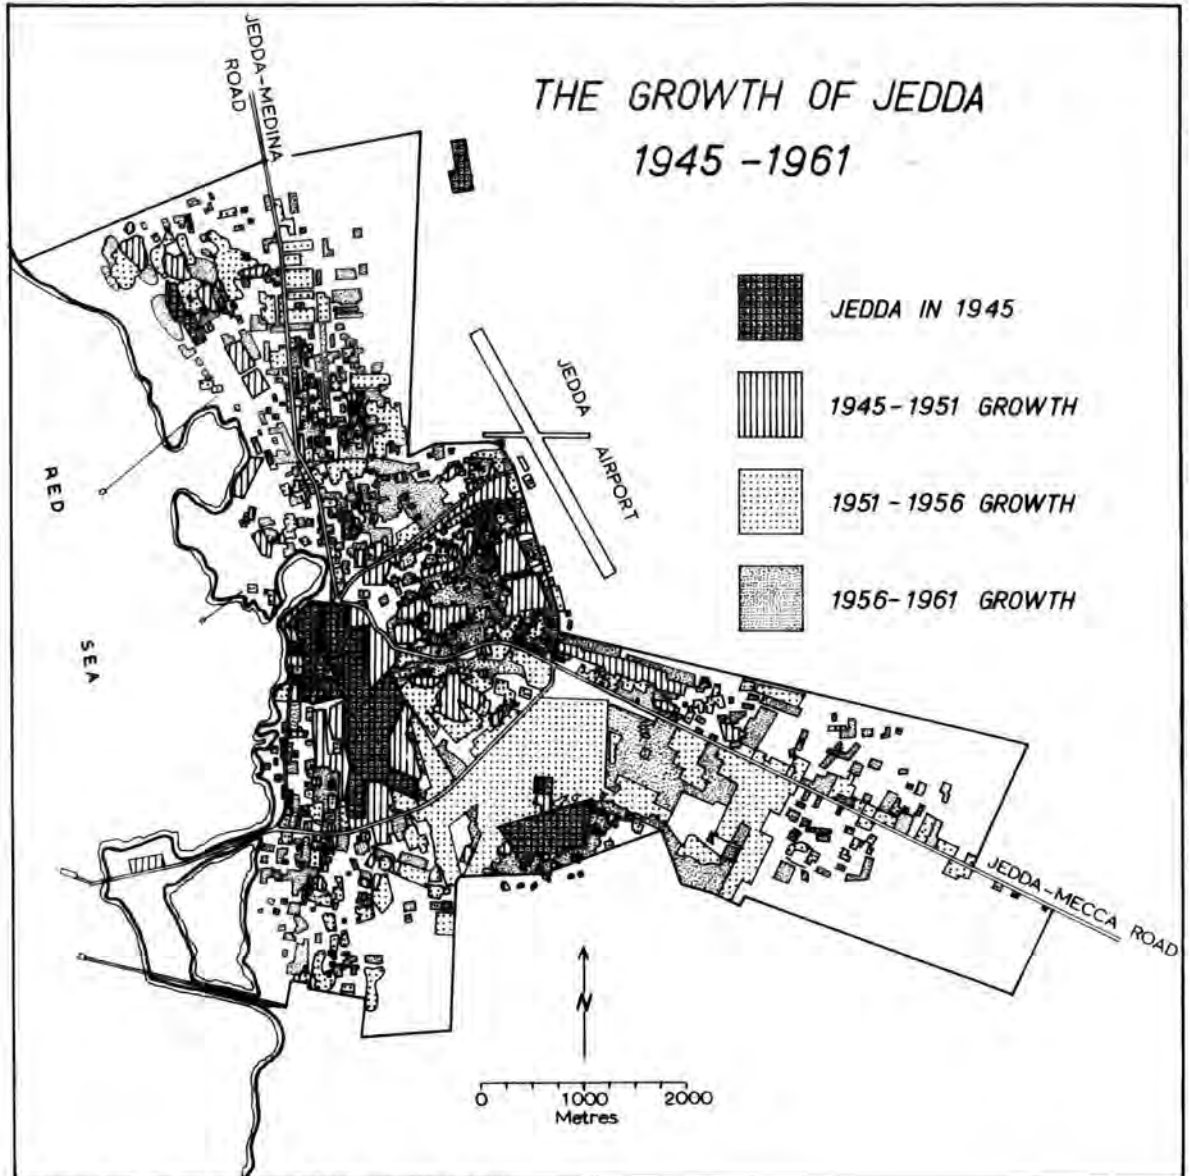 THE GROWTH OF JEDDA
1945 - 1961
JEDDA-MEDINA
ROAD
JEDDA IN 1945
1945 - 1951 GROWTH
1951 - 1956 GROWTH
1956 - 1961 GROWTH
JEDDA
AIRPORT
RED
SEA
JEDDA-MECCA ROAD
N
0 1000 2000
Metres